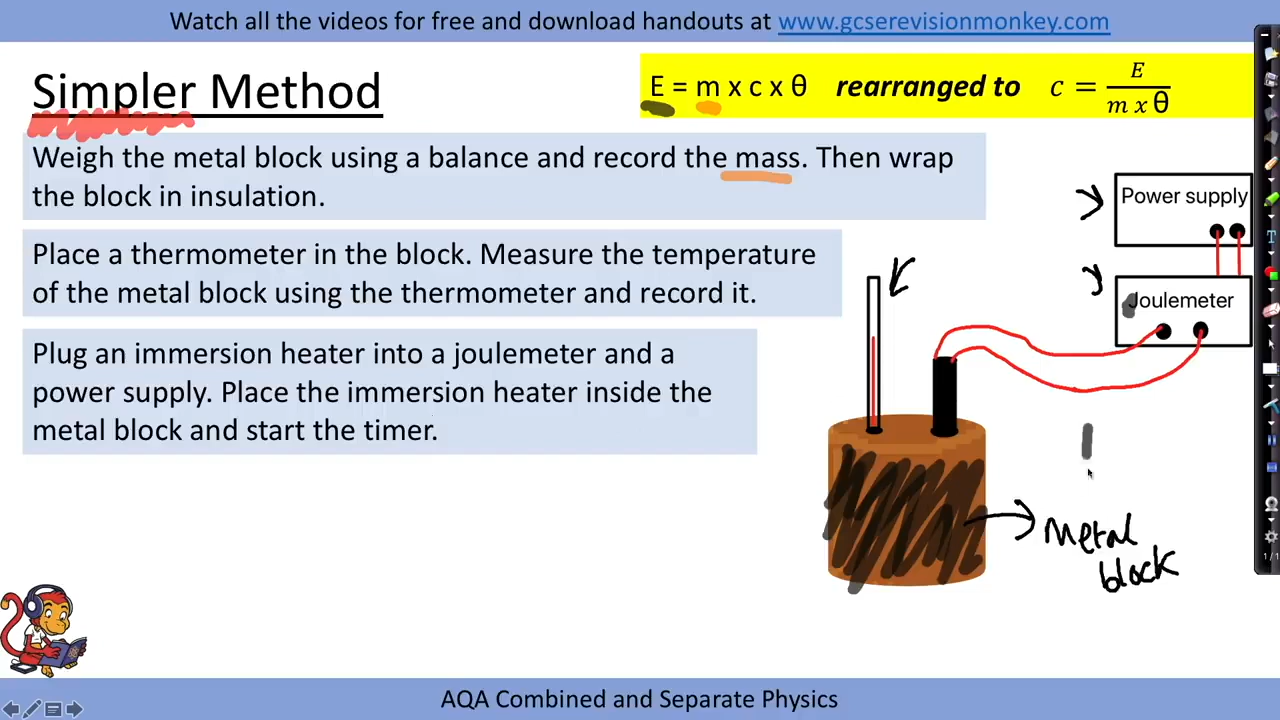 Watch all the videos for free and download handouts at www.gcserevisionmonkey.com
Simpler Method
E = m x c x θ rearranged to c = E / m x θ
Weigh the metal block using a balance and record the mass. Then wrap
the block in insulation.
Place a thermometer in the block. Measure the temperature
of the metal block using the thermometer and record it.
Plug an immersion heater into a joulemeter and a
power supply. Place the immersion heater inside the
metal block and start the timer.
Power supply
Joulemeter
Metal
block
1/1
AQA Combined and Separate Physics